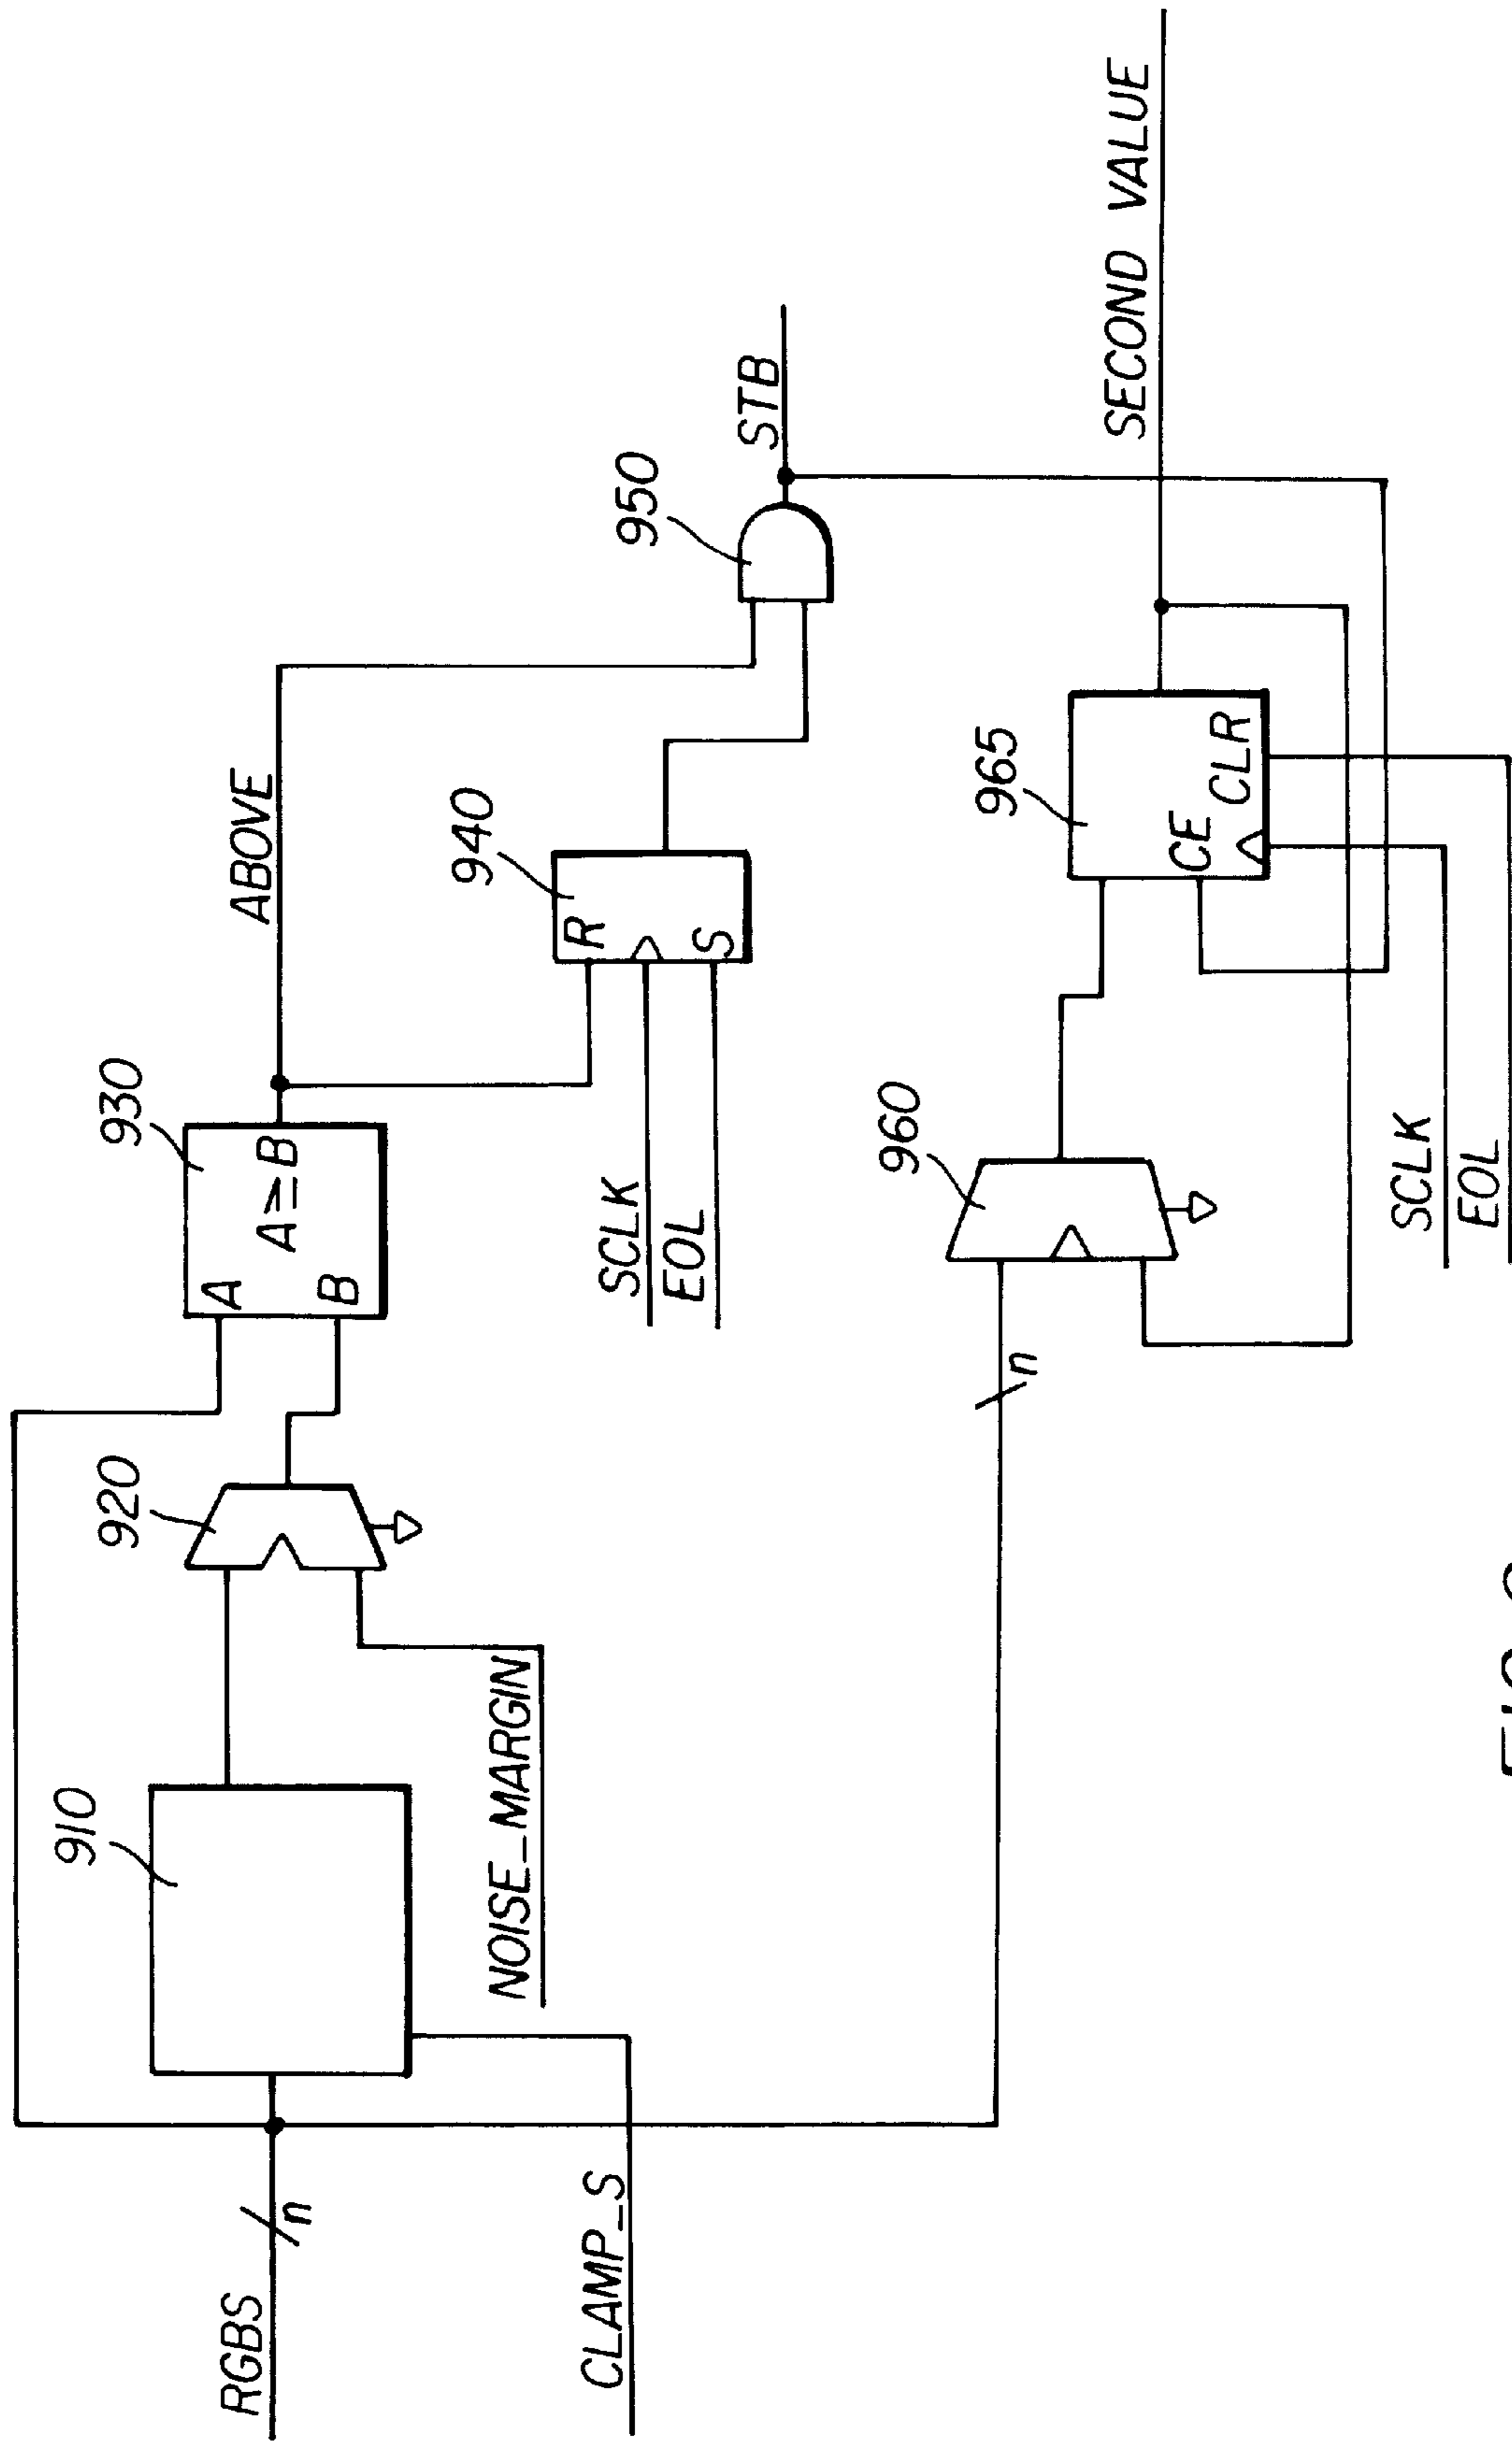 RGBS
n
CLAMP_S
910
NOISE_MARGIN
920
930
A
B
A≥B
ABOVE
SCLK
EOL
940
R
S
950
STB
n
960
965
CE
CLR
SCLK
EOL
SECOND VALUE